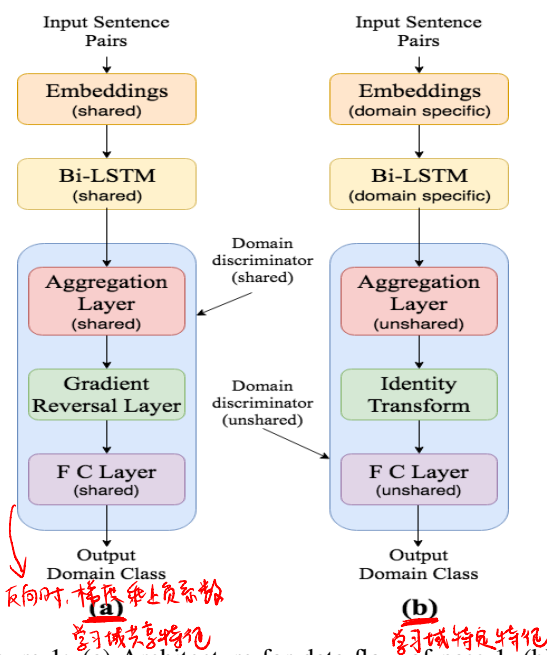 Input Sentence
Pairs
Embeddings
(shared)
Bi-LSTM
(shared)
Aggregation
Layer
(shared)
Gradient
Reversal Layer
F C Layer
(shared)
Output
Domain Class
反向时，梯度乘上负系数
(a)
学习域共享特征
Domain
discriminator
(shared)
Domain
discriminator
(unshared)
Input Sentence
Pairs
Embeddings
(domain specific)
Bi-LSTM
(domain specific)
Aggregation
Layer
(unshared)
Identity
Transform
F C Layer
(unshared)
Output
Domain Class
(b)
学习域特有特征